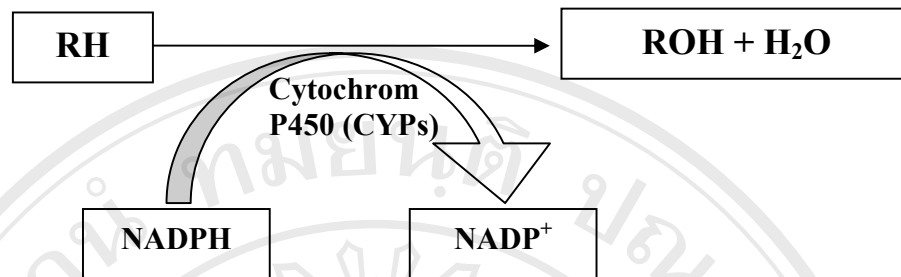 RH
ROH + H₂O
Cytochrom
P450 (CYPs)
NADPH
NADP⁺